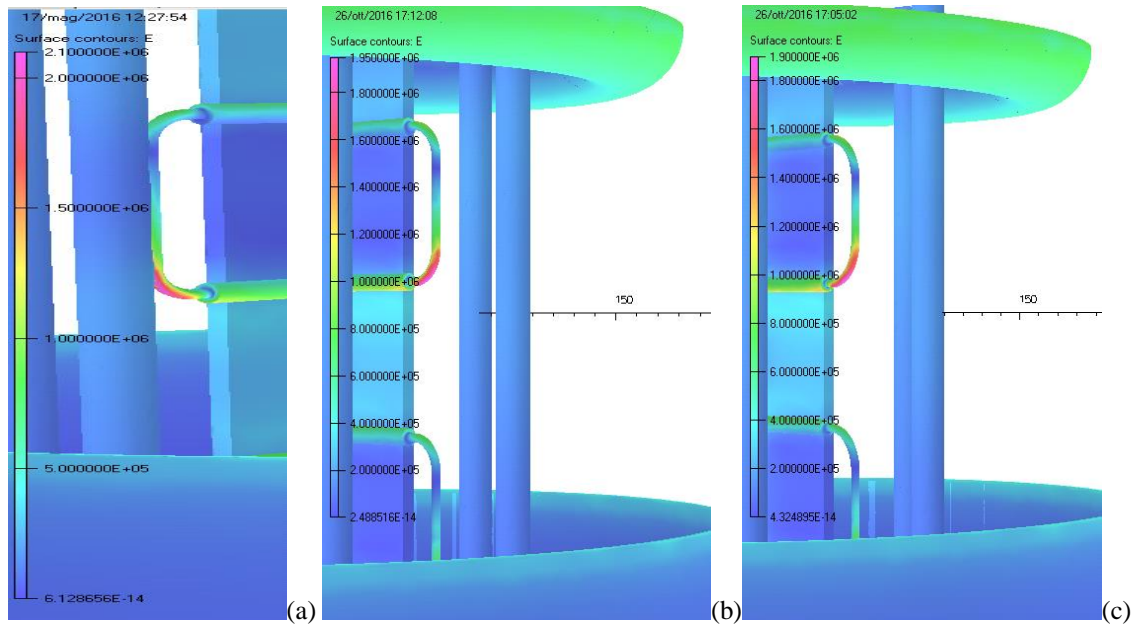 17/mag/2016 12:27:54
Surface contours: E
2.100000E+06
2.000000E+06
1.500000E+06
1.000000E+06
5.000000E+05
6.128656E-14
(a)
26/ott/2016 17:12:08
Surface contours: E
1.950000E+06
1.800000E+06
1.600000E+06
1.400000E+06
1.200000E+06
1.000000E+06
8.000000E+05
6.000000E+05
4.000000E+05
2.000000E+05
2.488516E-14
150
(b)
26/ott/2016 17:05:02
Surface contours: E
1.900000E+06
1.800000E+06
1.600000E+06
1.400000E+06
1.200000E+06
1.000000E+06
8.000000E+05
6.000000E+05
4.000000E+05
2.000000E+05
4.324895E-14
150
(c)